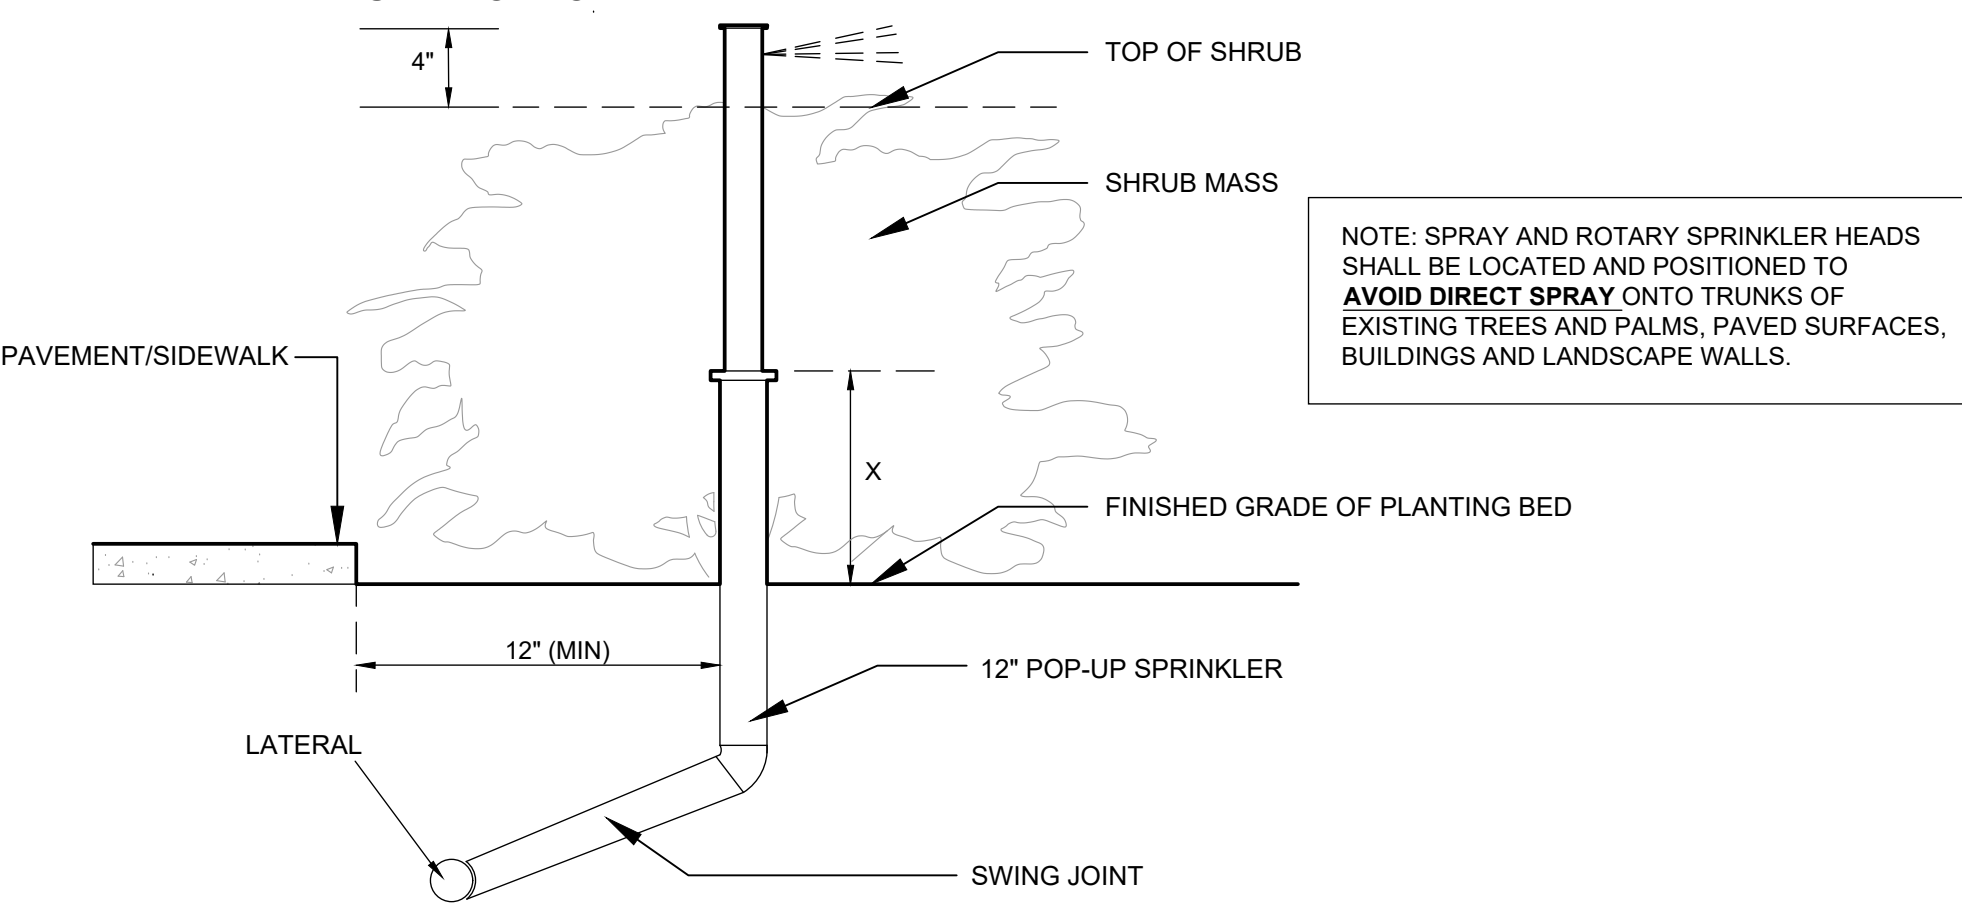 4"
TOP OF SHRUB
SHRUB MASS
NOTE: SPRAY AND ROTARY SPRINKLER HEADS
SHALL BE LOCATED AND POSITIONED TO
AVOID DIRECT SPRAY ONTO TRUNKS OF
EXISTING TREES AND PALMS, PAVED SURFACES,
BUILDINGS AND LANDSCAPE WALLS.
PAVEMENT/SIDEWALK
X
FINISHED GRADE OF PLANTING BED
12" (MIN)
12" POP-UP SPRINKLER
LATERAL
SWING JOINT